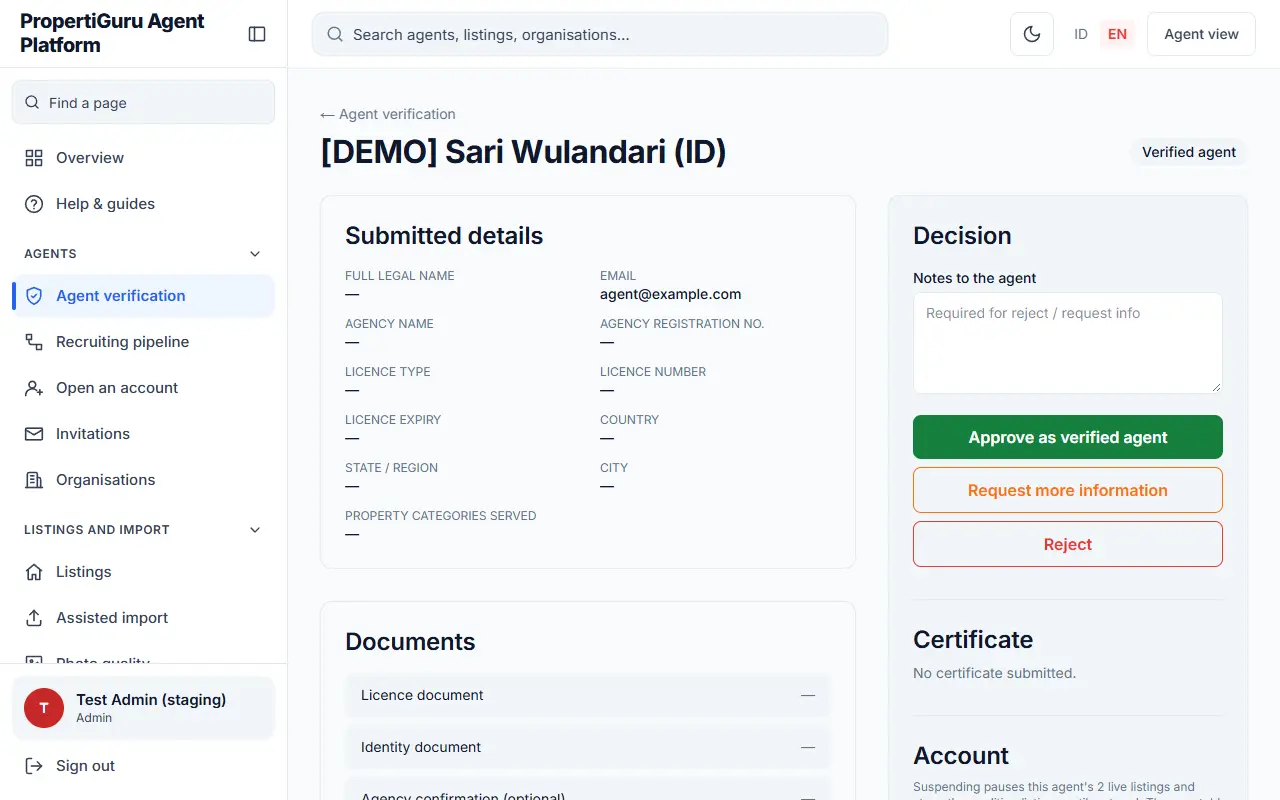 PropertiGuru Agent
Platform
Search agents, listings, organisations...
ID
EN
Agent view
Find a page
Overview
Help & guides
AGENTS
Agent verification
Recruiting pipeline
Open an account
Invitations
Organisations
LISTINGS AND IMPORT
Listings
Assisted import
Photo quality
T
Test Admin (staging)
Admin
Sign out
← Agent verification
[DEMO] Sari Wulandari (ID)
Verified agent
Submitted details
FULL LEGAL NAME
—
EMAIL
agent@example.com
AGENCY NAME
—
AGENCY REGISTRATION NO.
—
LICENCE TYPE
—
LICENCE NUMBER
—
LICENCE EXPIRY
—
COUNTRY
—
STATE / REGION
—
CITY
—
PROPERTY CATEGORIES SERVED
—
Documents
Licence document —
Identity document —
Agency confirmation (optional) —
Decision
Notes to the agent
Required for reject / request info
Approve as verified agent
Request more information
Reject
Certificate
No certificate submitted.
Account
Suspending pauses this agent's 2 live listings and